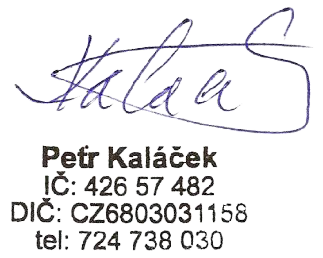 Petr Kaláček
IČ: 426 57 482
DIČ: CZ6803031158
tel: 724 738 030